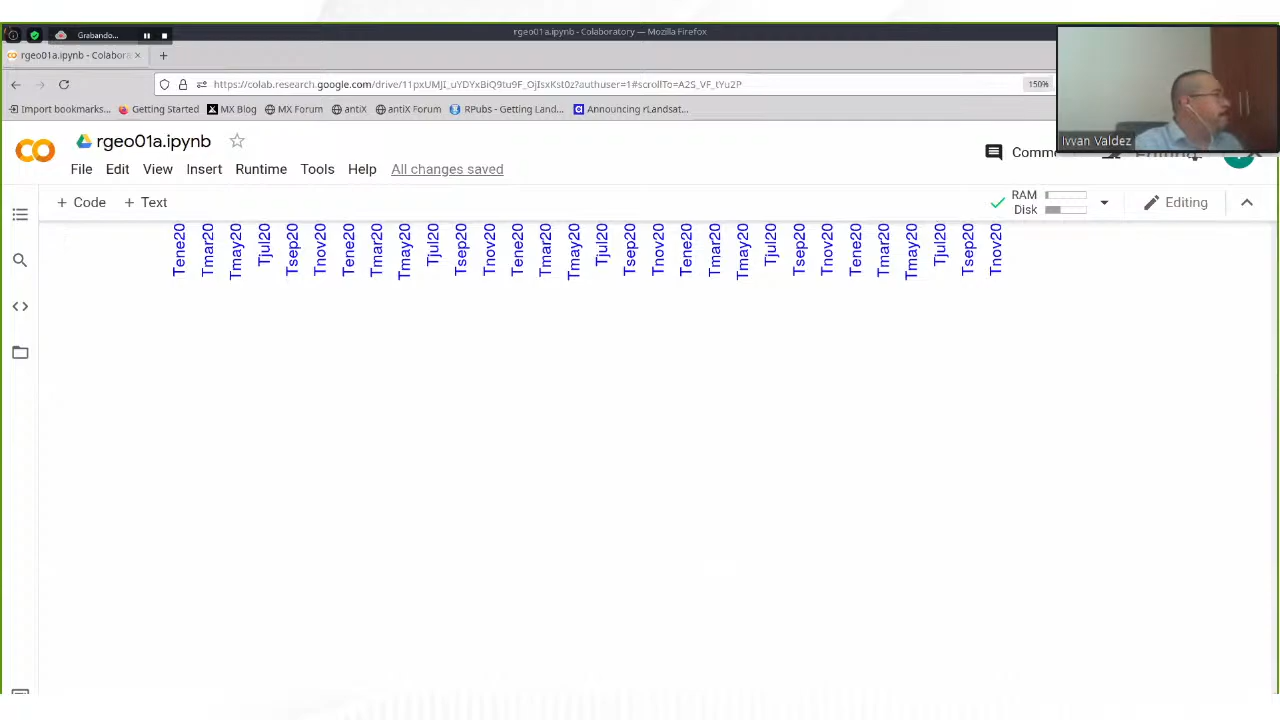 Grabando...
rgeo01a.ipynb - Colaboratory — Mozilla Firefox
rgeo01a.ipynb - Colabora
https://colab.research.google.com/drive/11pxUMJI_uYDYxBiQ9tu9F_OjIsxKst0z?authuser=1#scrollTo=A2S_VF_tYu2P
150%
Import bookmarks... Getting Started MX Blog MX Forum antiX antiX Forum RPubs - Getting Land... Announcing rLandsat...
Ivvan Valdez
rgeo01a.ipynb
Comm
File Edit View Insert Runtime Tools Help All changes saved
+ Code + Text
RAM
Disk
Editing
Tene20 Tmar20 Tmay20 Tjul20 Tsep20 Tnov20 Tene20 Tmar20 Tmay20 Tjul20 Tsep20 Tnov20 Tene20 Tmar20 Tmay20 Tjul20 Tsep20 Tnov20 Tene20 Tmar20 Tmay20 Tjul20 Tsep20 Tnov20 Tene20 Tmar20 Tmay20 Tjul20 Tsep20 Tnov20